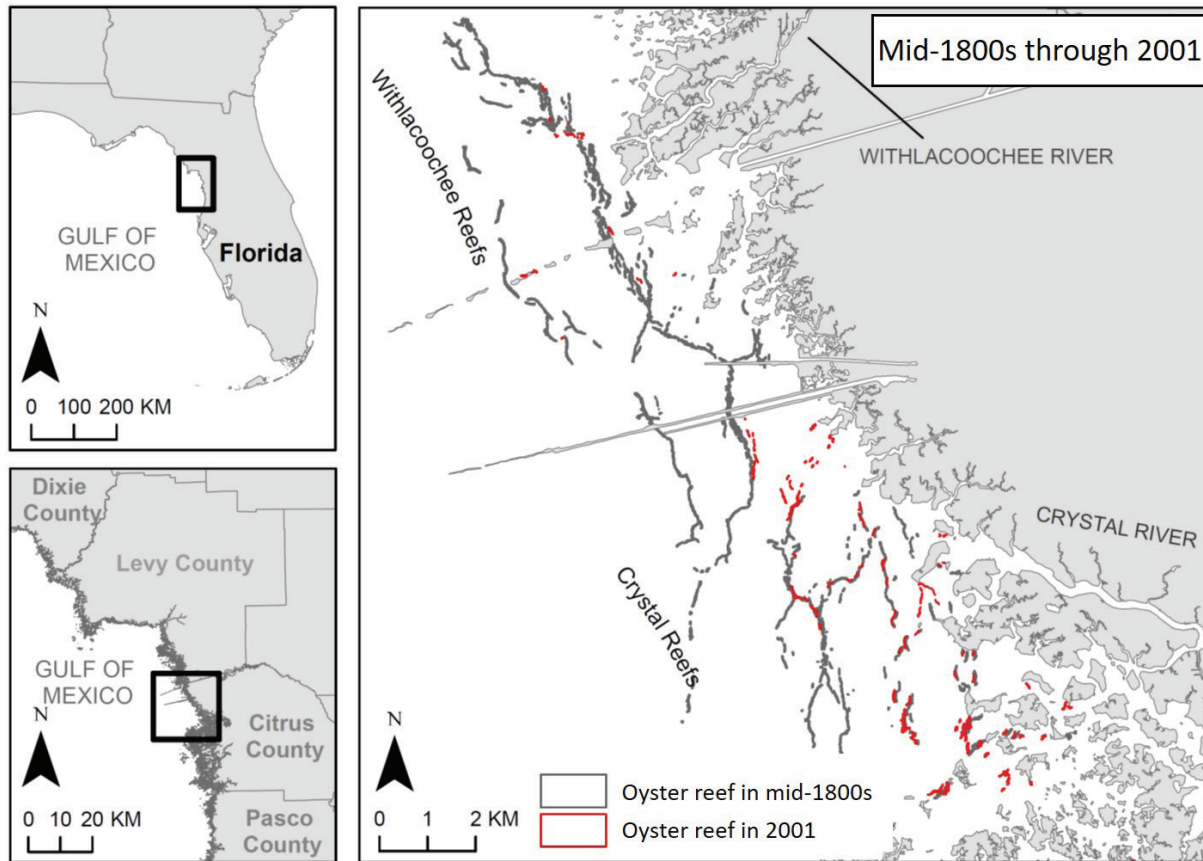 GULF OF
MEXICO
Florida
N
0 100 200 KM
Dixie
County
Levy County
GULF OF
MEXICO
N
Citrus
County
Pasco
County
0 10 20 KM
Mid-1800s through 2001
Withlacoochee Reefs
WITHLACOOCHEE RIVER
CRYSTAL RIVER
Crystal Reefs
N
0 1 2 KM
Oyster reef in mid-1800s
Oyster reef in 2001